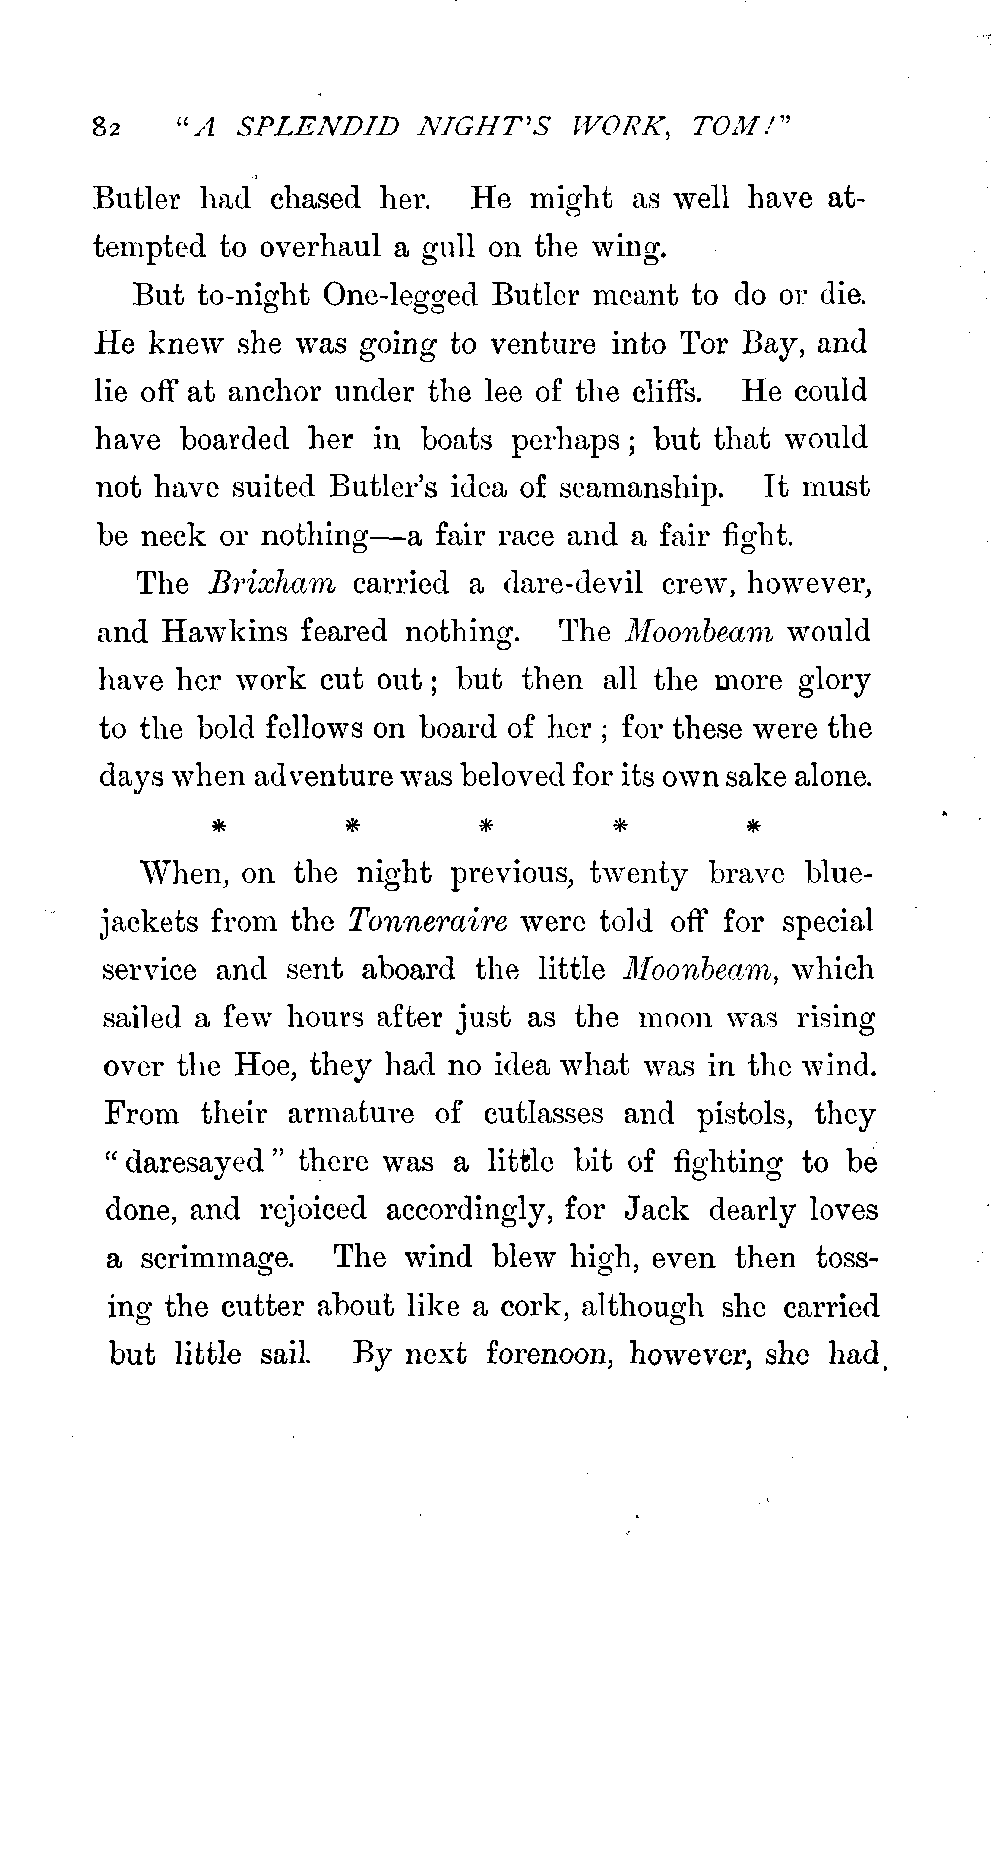 82 "A SPLENDID NIGHT'S WORK, TOM!"
Butler had chased her. He might as well have at-
tempted to overhaul a gull on the wing.
But to-night One-legged Butler meant to do or die.
He knew she was going to venture into Tor Bay, and
lie off at anchor under the lee of the cliffs. He could
have boarded her in boats perhaps; but that would
not have suited Butler's idea of seamanship. It must
be neck or nothing—a fair race and a fair fight.
The Brixham carried a dare-devil crew, however,
and Hawkins feared nothing. The Moonbeam would
have her work cut out; but then all the more glory
to the bold fellows on board of her; for these were the
days when adventure was beloved for its own sake alone.
* * * * *
When, on the night previous, twenty brave blue-
jackets from the Tonneraire were told off for special
service and sent aboard the little Moonbeam, which
sailed a few hours after just as the moon was rising
over the Hoe, they had no idea what was in the wind.
From their armature of cutlasses and pistols, they
"daresayed" there was a little bit of fighting to be
done, and rejoiced accordingly, for Jack dearly loves
a scrimmage. The wind blew high, even then toss-
ing the cutter about like a cork, although she carried
but little sail. By next forenoon, however, she had